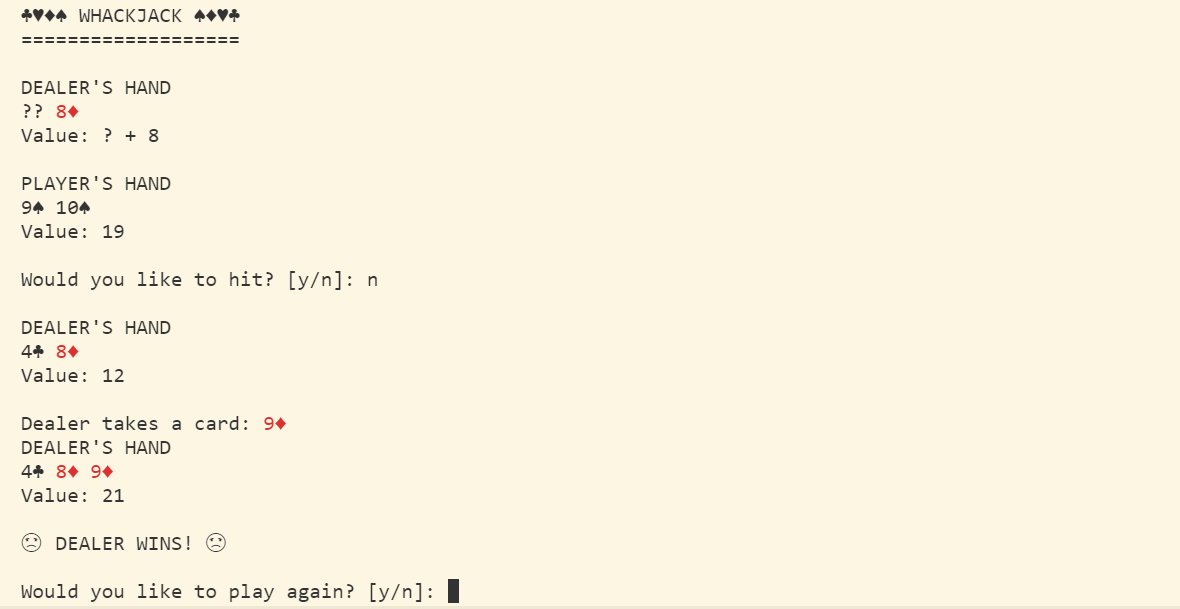 ♣♥♦♠ WHACKJACK ♠♦♥♣
===================
DEALER'S HAND
?? 8♦
Value: ? + 8
PLAYER'S HAND
9♠ 10♠
Value: 19
Would you like to hit? [y/n]: n
DEALER'S HAND
4♣ 8♦
Value: 12
Dealer takes a card: 9♦
DEALER'S HAND
4♣ 8♦ 9♦
Value: 21
☹ DEALER WINS! ☹
Would you like to play again? [y/n]: